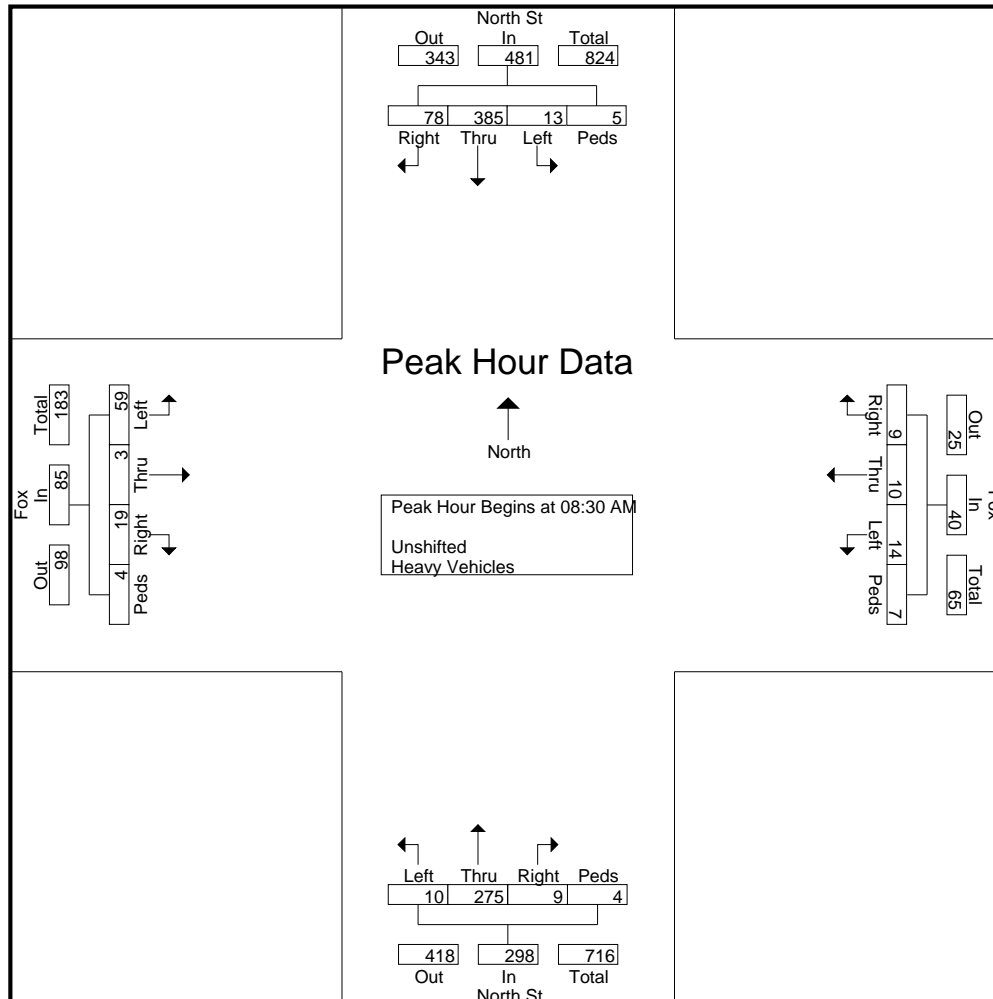 North St
Out In Total
343 481 824
78 385 13 5
Right Thru Left Peds
Peak Hour Data
North
Peak Hour Begins at 08:30 AM
Unshifted
Heavy Vehicles
Fox
Total In Out
183 85 98
59 3 19 4
Left Thru Right Peds
Right Thru Left Peds
9 10 14 7
Out In Total
25 40 65
Fox
Left Thru Right Peds
10 275 9 4
418 298 716
Out In Total
North St